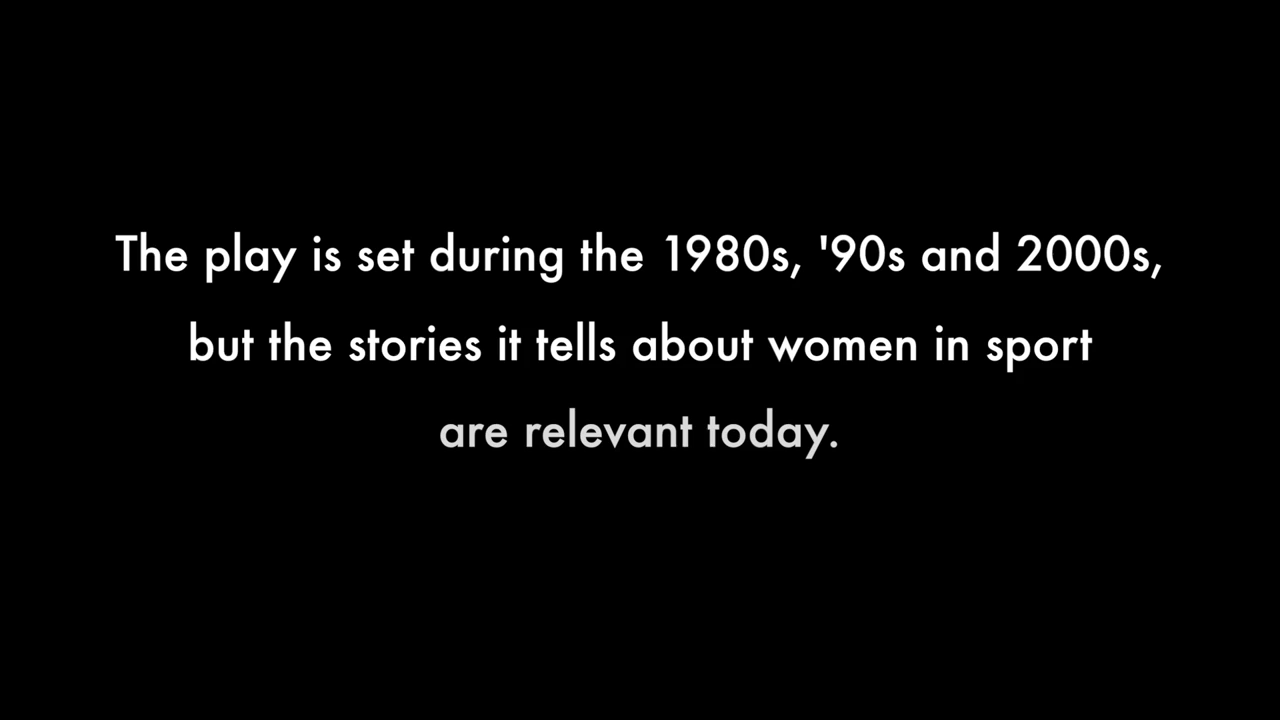 The play is set during the 1980s, '90s and 2000s,
but the stories it tells about women in sport
are relevant today.